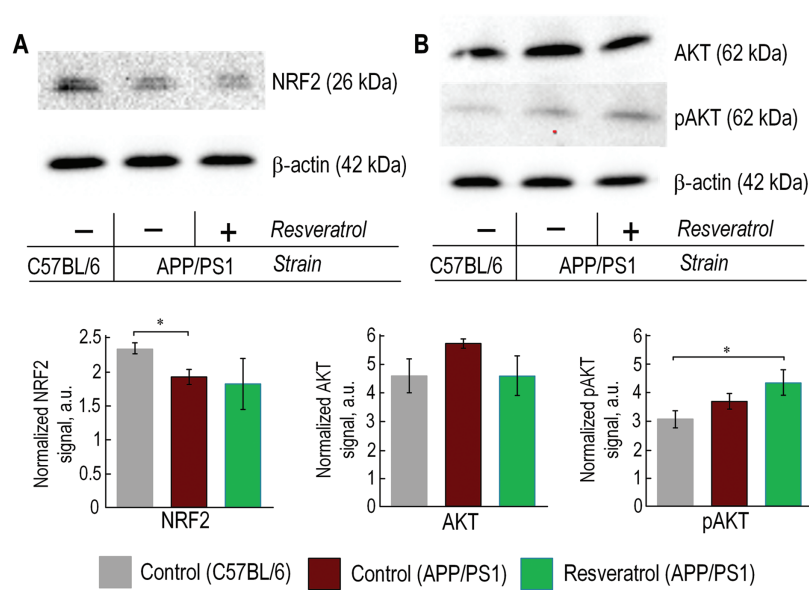 A
NRF2 (26 kDa)
β-actin (42 kDa)
− − + Resveratrol
C57BL/6 APP/PS1 Strain
B
AKT (62 kDa)
pAKT (62 kDa)
β-actin (42 kDa)
− − + Resveratrol
C57BL/6 APP/PS1 Strain
Normalized NRF2
signal, a.u.
2.5
2
1.5
1
0.5
0
*
NRF2
Normalized AKT
signal, a.u.
6
5
4
3
2
1
0
AKT
Normalized pAKT
signal, a.u.
6
5
4
3
2
1
0
*
pAKT
Control (C57BL/6) Control (APP/PS1) Resveratrol (APP/PS1)